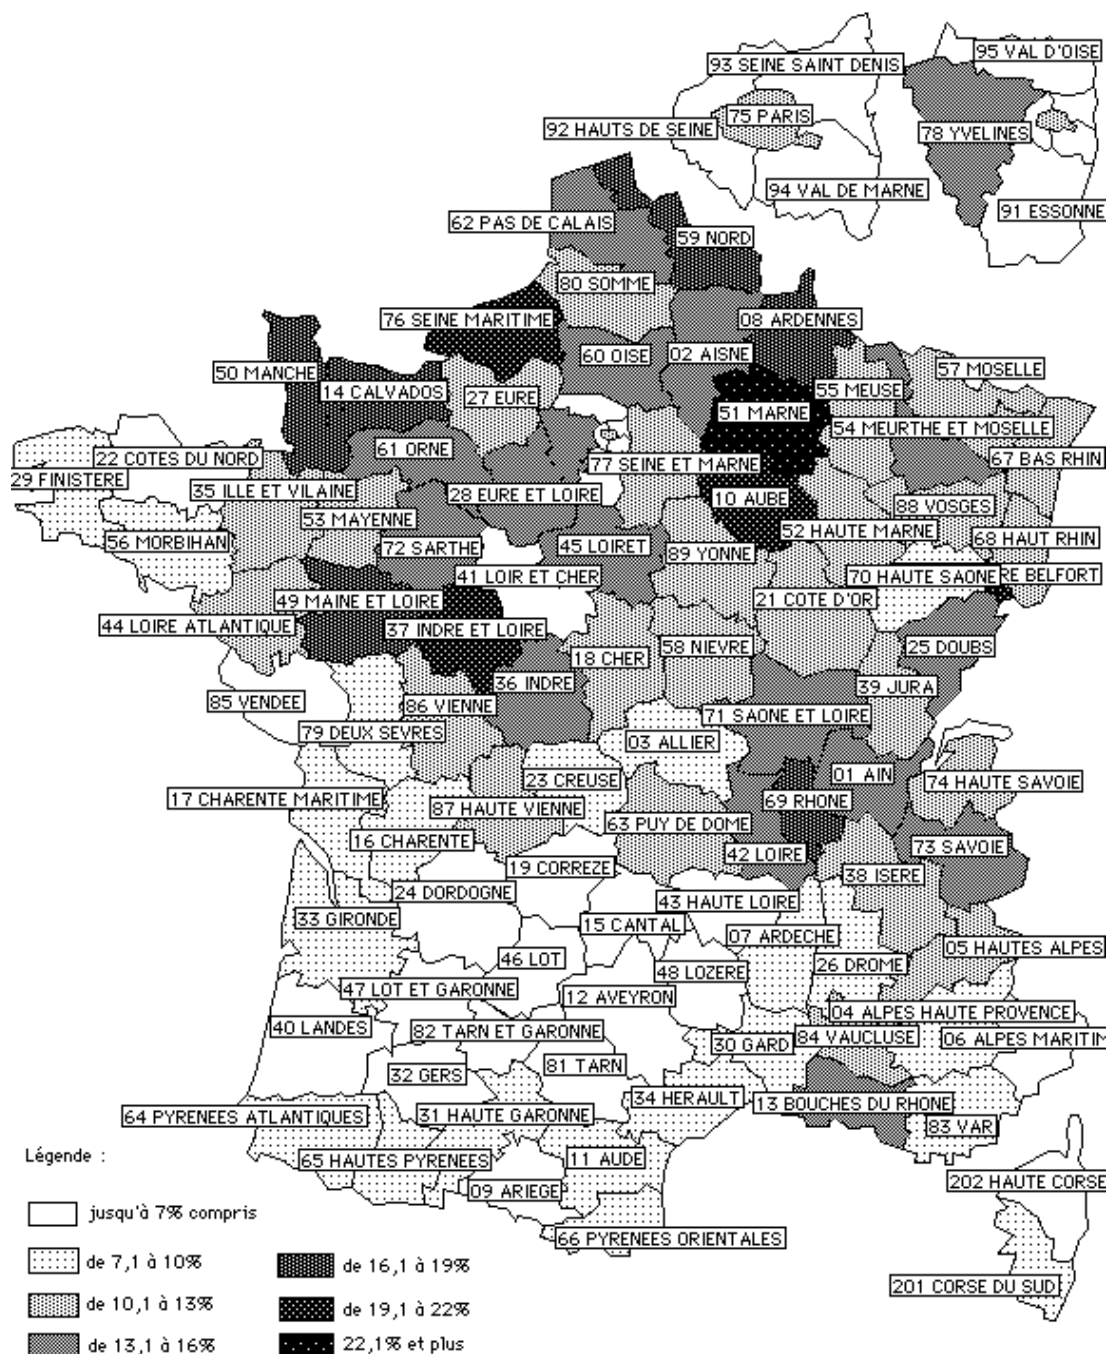 95 VAL D'OISE
93 SEINE SAINT DENIS
75 PARIS
92 HAUTS DE SEINE
78 YVELINES
94 VAL DE MARNE
91 ESSONNE
62 PAS DE CALAIS
59 NORD
80 SOMME
76 SEINE MARITIME
08 ARDENNES
60 OISE
02 AISNE
50 MANCHE
57 MOSELLE
14 CALVADOS
55 MEUSE
27 EURE
51 MARNE
54 MEURTHE ET MOSELLE
61 ORNE
22 COTES DU NORD
77 SEINE ET MARNE
67 BAS RHIN
29 FINISTERE
35 ILLE ET VILAINE
28 EURE ET LOIRE
10 AUBE
88 VOSGES
53 MAYENNE
52 HAUTE MARNE
56 MORBIHAN
72 SARTHE
45 LOIRET
68 HAUT RHIN
89 YONNE
41 LOIR ET CHER
70 HAUTE SAONE
RE BELFORT
49 MAINE ET LOIRE
21 COTE D'OR
44 LOIRE ATLANTIQUE
37 INDRE ET LOIRE
58 NIEVRE
25 DOUBS
18 CHER
36 INDRE
39 JURA
85 VENDEE
86 VIENNE
71 SAONE ET LOIRE
79 DEUX SEVRES
03 ALLIER
01 AIN
23 CREUSE
74 HAUTE SAVOIE
17 CHARENTE MARITIME
69 RHONE
87 HAUTE VIENNE
63 PUY DE DOME
16 CHARENTE
73 SAVOIE
42 LOIRE
19 CORREZE
38 ISERE
24 DORDOGNE
43 HAUTE LOIRE
33 GIRONDE
15 CANTAL
07 ARDECHE
05 HAUTES ALPES
46 LOT
26 DROME
48 LOZERE
47 LOT ET GARONNE
12 AVEYRON
04 ALPES HAUTE PROVENCE
40 LANDES
82 TARN ET GARONNE
84 VAUCLUSE
06 ALPES MARITIM
30 GARD
81 TARN
32 GERS
34 HERAULT
13 BOUCHES DU RHONE
64 PYRENEES ATLANTIQUES
31 HAUTE GARONNE
83 VAR
Légende :
65 HAUTES PYRENEES
11 AUDE
202 HAUTE CORSE
09 ARIEGE
jusqu'à 7% compris
66 PYRENEES ORIENTALES
de 7,1 à 10%
de 16,1 à 19%
201 CORSE DU SUD
de 10,1 à 13%
de 19,1 à 22%
de 13,1 à 16%
22,1% et plus